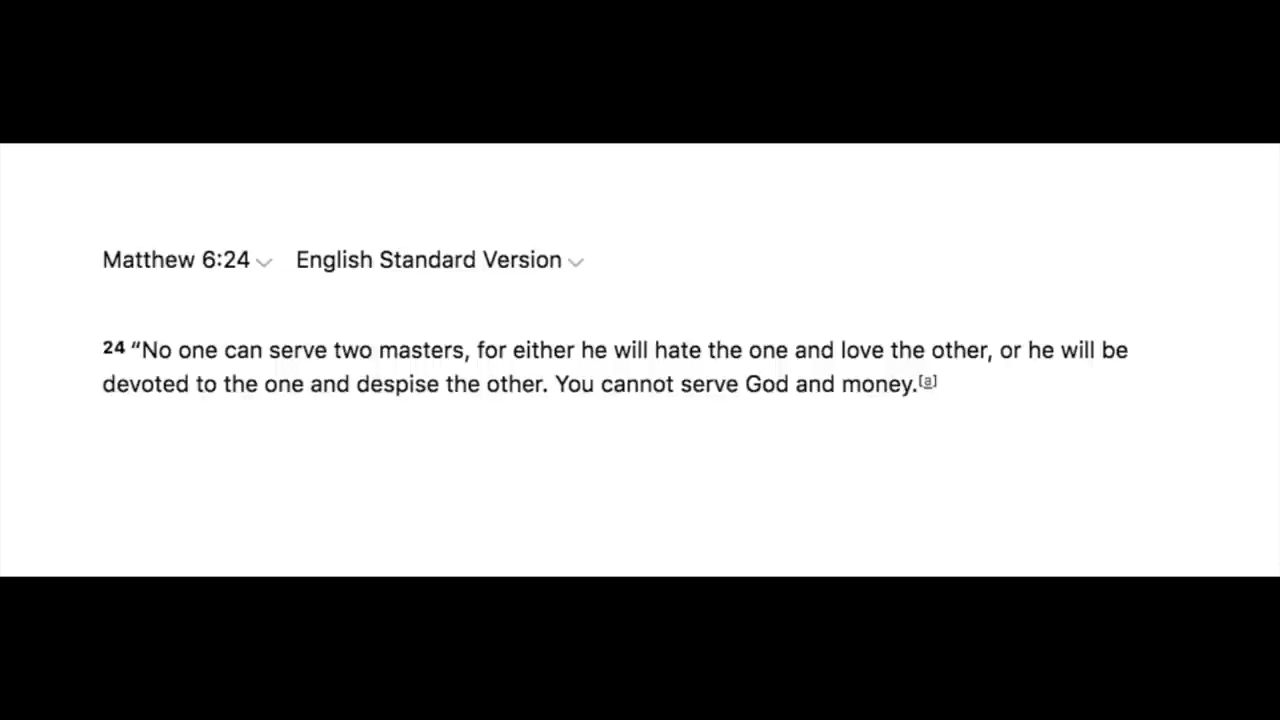 Matthew 6:24 English Standard Version
24 “No one can serve two masters, for either he will hate the one and love the other, or he will be
devoted to the one and despise the other. You cannot serve God and money.[a]